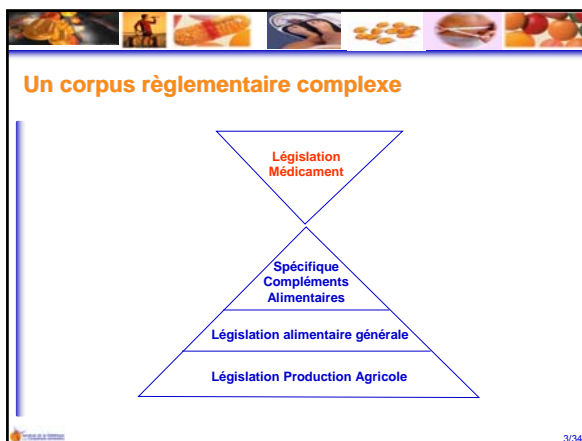 Un corpus règlementaire complexe
Législation
Médicament
Spécifique
Compléments
Alimentaires
Législation alimentaire générale
Législation Production Agricole
3/34